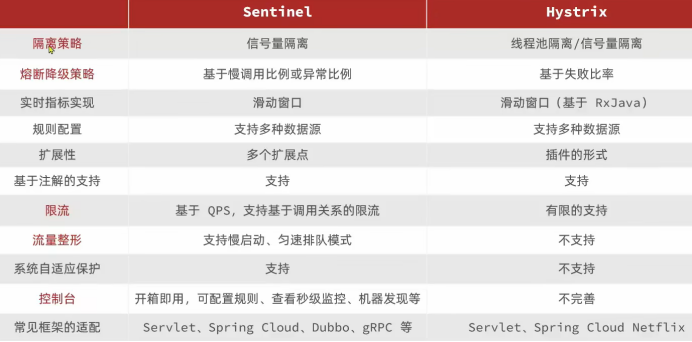 Sentinel Hystrix
隔离策略 信号量隔离 线程池隔离/信号量隔离
熔断降级策略 基于慢调用比例或异常比例 基于失败比率
实时指标实现 滑动窗口 滑动窗口（基于 RxJava）
规则配置 支持多种数据源 支持多种数据源
扩展性 多个扩展点 插件的形式
基于注解的支持 支持 支持
限流 基于 QPS，支持基于调用关系的限流 有限的支持
流量整形 支持慢启动、匀速排队模式 不支持
系统自适应保护 支持 不支持
控制台 开箱即用，可配置规则、查看秒级监控、机器发现等 不完善
常见框架的适配 Servlet、Spring Cloud、Dubbo、gRPC 等 Servlet、Spring Cloud Netflix